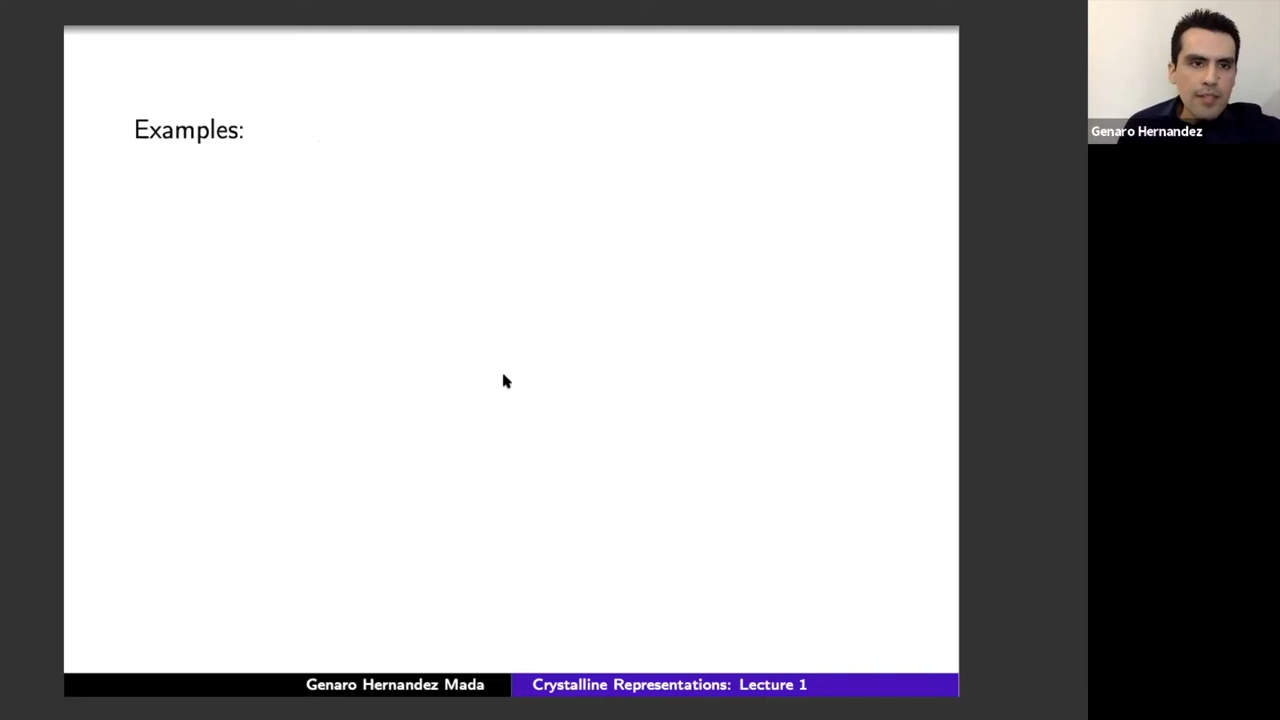 Examples:
Genaro Hernandez
Genaro Hernandez Mada
Crystalline Representations: Lecture 1